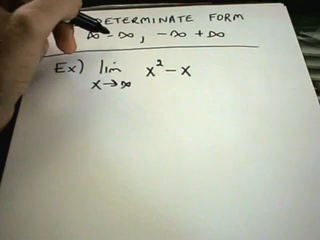 DETERMINATE FORM
∞ - ∞, -∞ + ∞
Ex) lim x² - x
x→∞